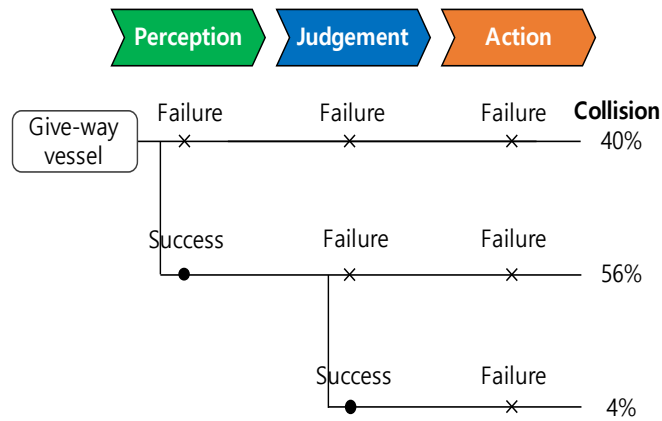 Perception Judgement Action
Failure Failure Failure Collision
Give-way
vessel
40%
Success Failure Failure
56%
Success Failure
4%